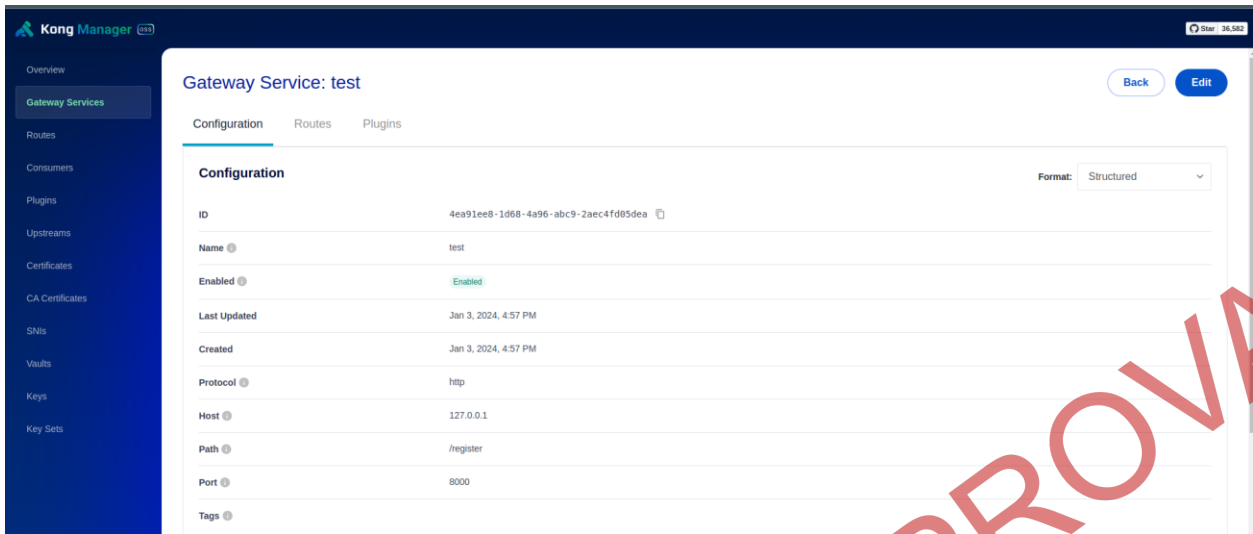 Kong Manager OSS
Star 36,582
Overview
Gateway Services
Routes
Consumers
Plugins
Upstreams
Certificates
CA Certificates
SNIs
Vaults
Keys
Key Sets
Gateway Service: test
Back Edit
Configuration Routes Plugins
Configuration
Format: Structured
ID 4ea91ee8-1d68-4a96-abc9-2aec4fd05dea
Name test
Enabled Enabled
Last Updated Jan 3, 2024, 4:57 PM
Created Jan 3, 2024, 4:57 PM
Protocol http
Host 127.0.0.1
Path /register
Port 8000
Tags
PROVA